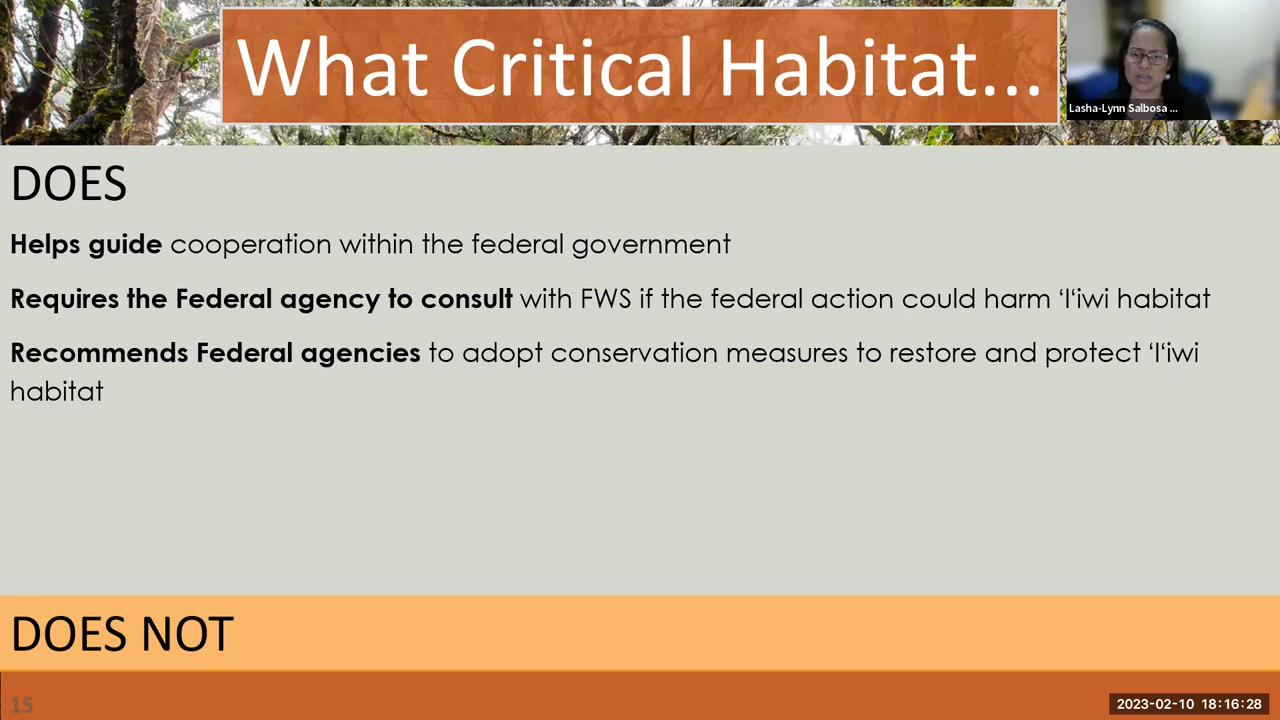 What Critical Habitat...
Lasha-Lynn Salbosa ...
DOES
Helps guide cooperation within the federal government
Requires the Federal agency to consult with FWS if the federal action could harm ‘I‘iwi habitat
Recommends Federal agencies to adopt conservation measures to restore and protect ‘I‘iwi
habitat
DOES NOT
15
2023-02-10 18:16:28